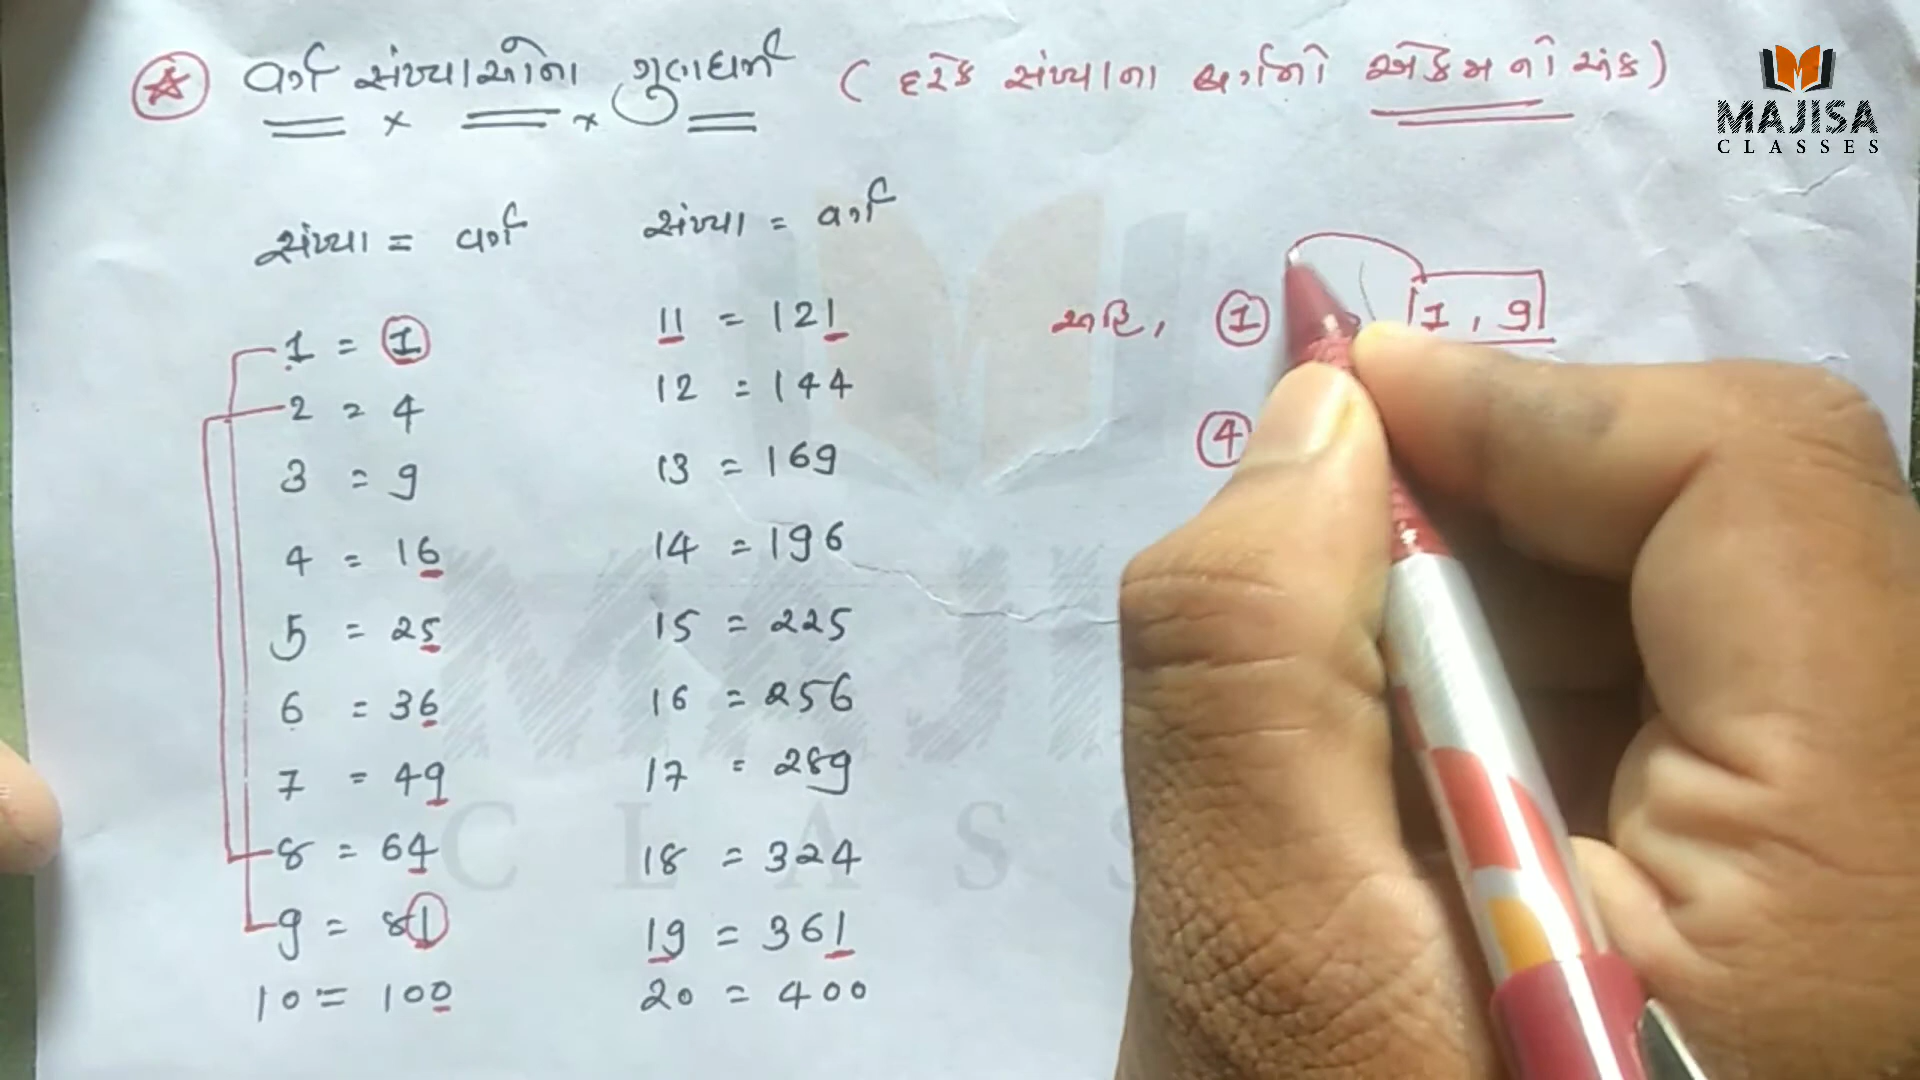 વર્ગ સંખ્યાઓના ગુણધર્મ (દરેક સંખ્યાના વર્ગનો એકમનો અંક)
MAJISA
CLASSES
સંખ્યા = વર્ગ
1 = 1
2 = 4
3 = 9
4 = 16
5 = 25
6 = 36
7 = 49
8 = 64
9 = 81
10 = 100
સંખ્યા = વર્ગ
11 = 121
12 = 144
13 = 169
14 = 196
15 = 225
16 = 256
17 = 289
18 = 324
19 = 361
20 = 400
1 1, 9
4